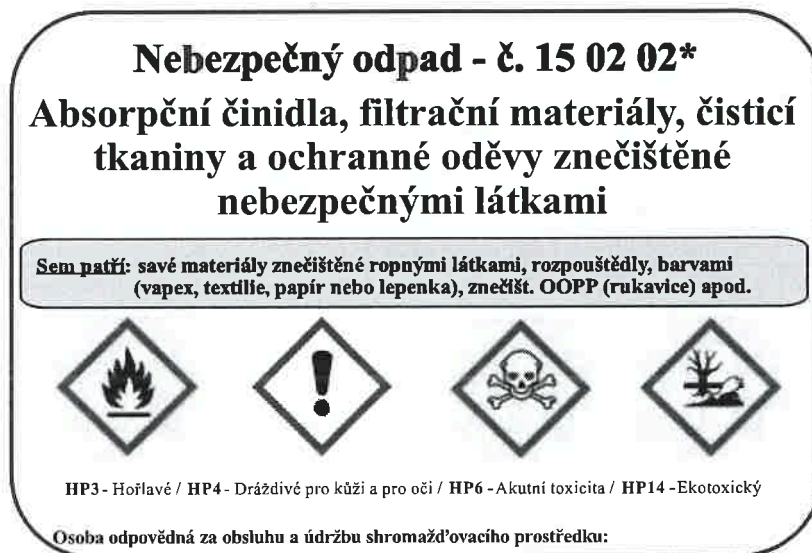 Nebezpečný odpad - č. 15 02 02*
Absorpční činidla, filtrační materiály, čisticí
tkaniny a ochranné oděvy znečištěné
nebezpečnými látkami
Sem patří: savé materiály znečištěné ropnými látkami, rozpouštědly, barvami
(vapex, textilie, papír nebo lepenka), znečišt. OOPP (rukavice) apod.
HP3 - Hořlavé / HP4 - Dráždivé pro kůži a pro oči / HP6 - Akutní toxicita / HP14 - Ekotoxický
Osoba odpovědná za obsluhu a údržbu shromažďovacího prostředku: